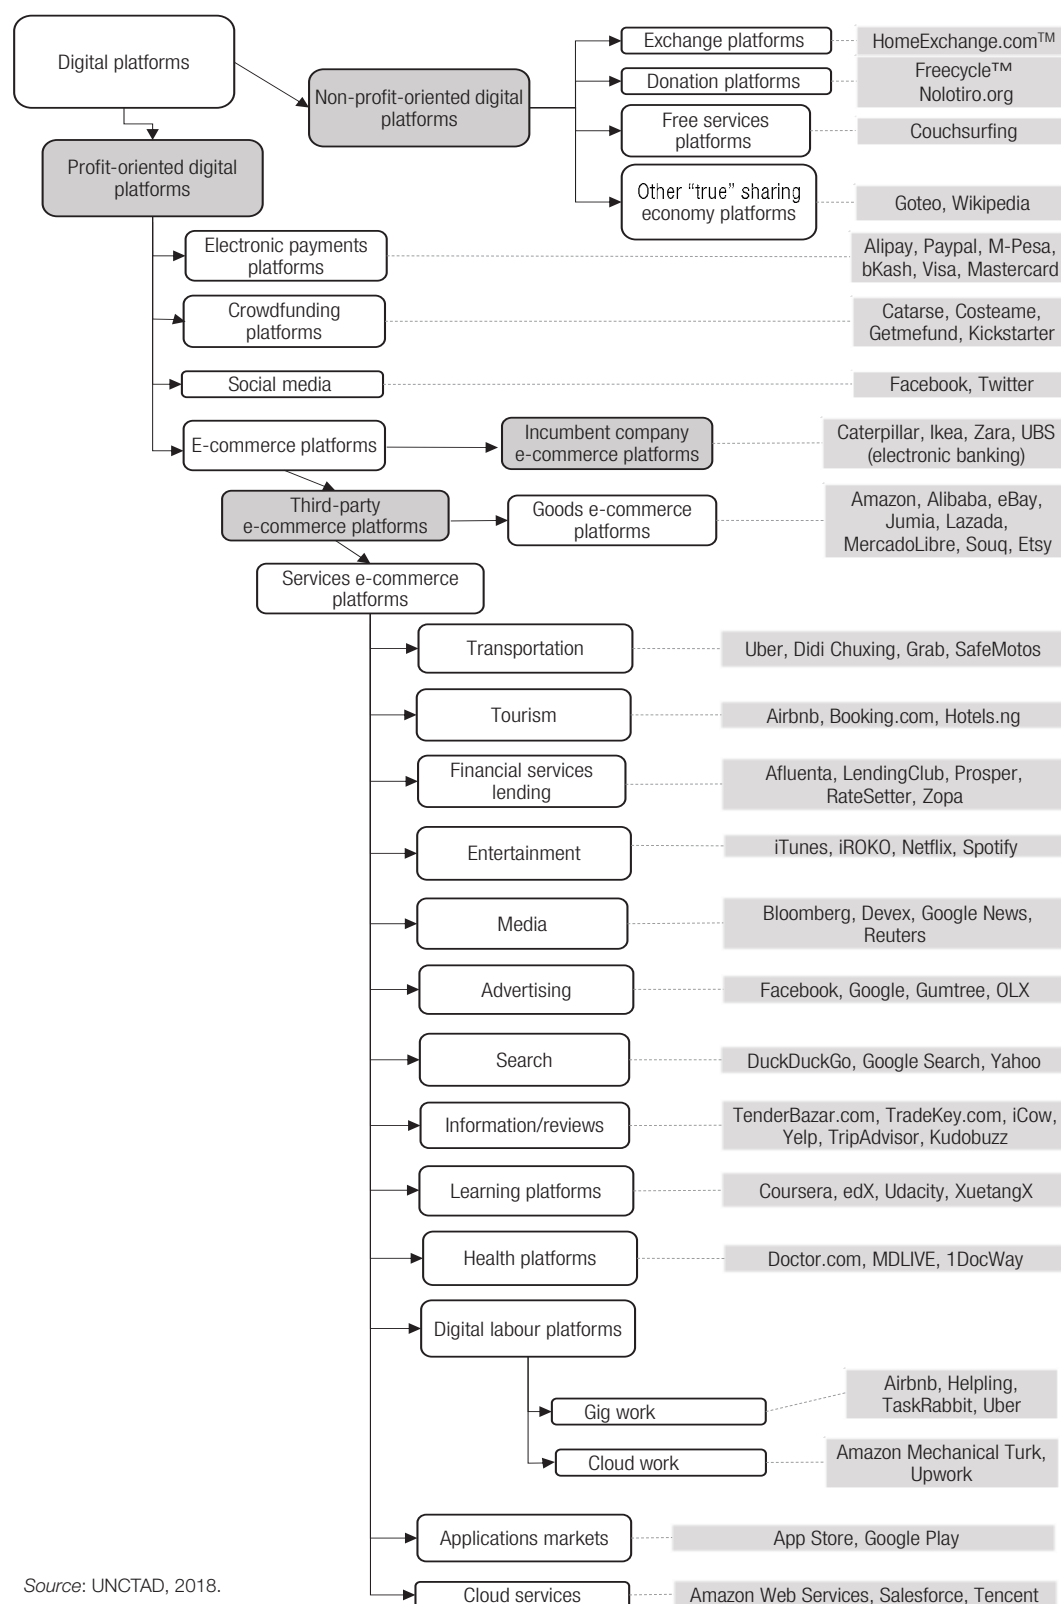 Digital platforms
Non-profit-oriented digital
platforms
Exchange platforms
HomeExchange.com™
Donation platforms
Freecycle™
Nolotiro.org
Free services
platforms
Couchsurfing
Other “true” sharing
economy platforms
Goteo, Wikipedia
Profit-oriented digital
platforms
Electronic payments
platforms
Alipay, Paypal, M-Pesa,
bKash, Visa, Mastercard
Crowdfunding
platforms
Catarse, Costeame,
Getmefund, Kickstarter
Social media
Facebook, Twitter
E-commerce platforms
Incumbent company
e-commerce platforms
Caterpillar, Ikea, Zara, UBS
(electronic banking)
Third-party
e-commerce platforms
Goods e-commerce
platforms
Amazon, Alibaba, eBay,
Jumia, Lazada,
MercadoLibre, Souq, Etsy
Services e-commerce
platforms
Transportation
Uber, Didi Chuxing, Grab, SafeMotos
Tourism
Airbnb, Booking.com, Hotels.ng
Financial services
lending
Afluenta, LendingClub, Prosper,
RateSetter, Zopa
Entertainment
iTunes, iROKO, Netflix, Spotify
Media
Bloomberg, Devex, Google News,
Reuters
Advertising
Facebook, Google, Gumtree, OLX
Search
DuckDuckGo, Google Search, Yahoo
Information/reviews
TenderBazar.com, TradeKey.com, iCow,
Yelp, TripAdvisor, Kudobuzz
Learning platforms
Coursera, edX, Udacity, XuetangX
Health platforms
Doctor.com, MDLIVE, 1DocWay
Digital labour platforms
Gig work
Airbnb, Helpling,
TaskRabbit, Uber
Cloud work
Amazon Mechanical Turk,
Upwork
Applications markets
App Store, Google Play
Cloud services
Amazon Web Services, Salesforce, Tencent
Source: UNCTAD, 2018.